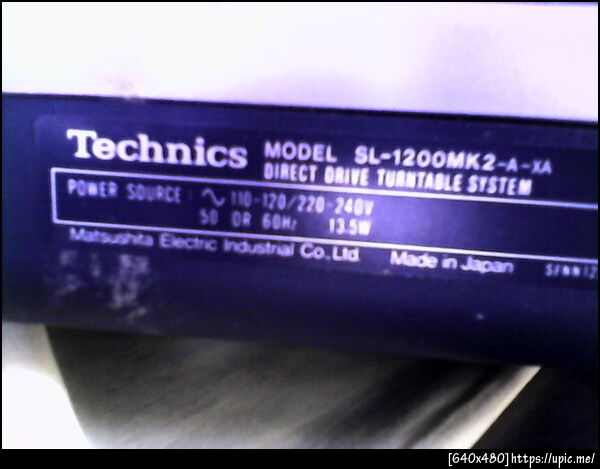 Technics MODEL SL-1200MK2-A-XA
DIRECT DRIVE TURNTABLE SYSTEM
POWER SOURCE : ∿ 110-120/220-240V
50 OR 60Hz 13.5W
Matsushita Electric Industrial Co., Ltd. Made in Japan
[640x480]https://upic.me/